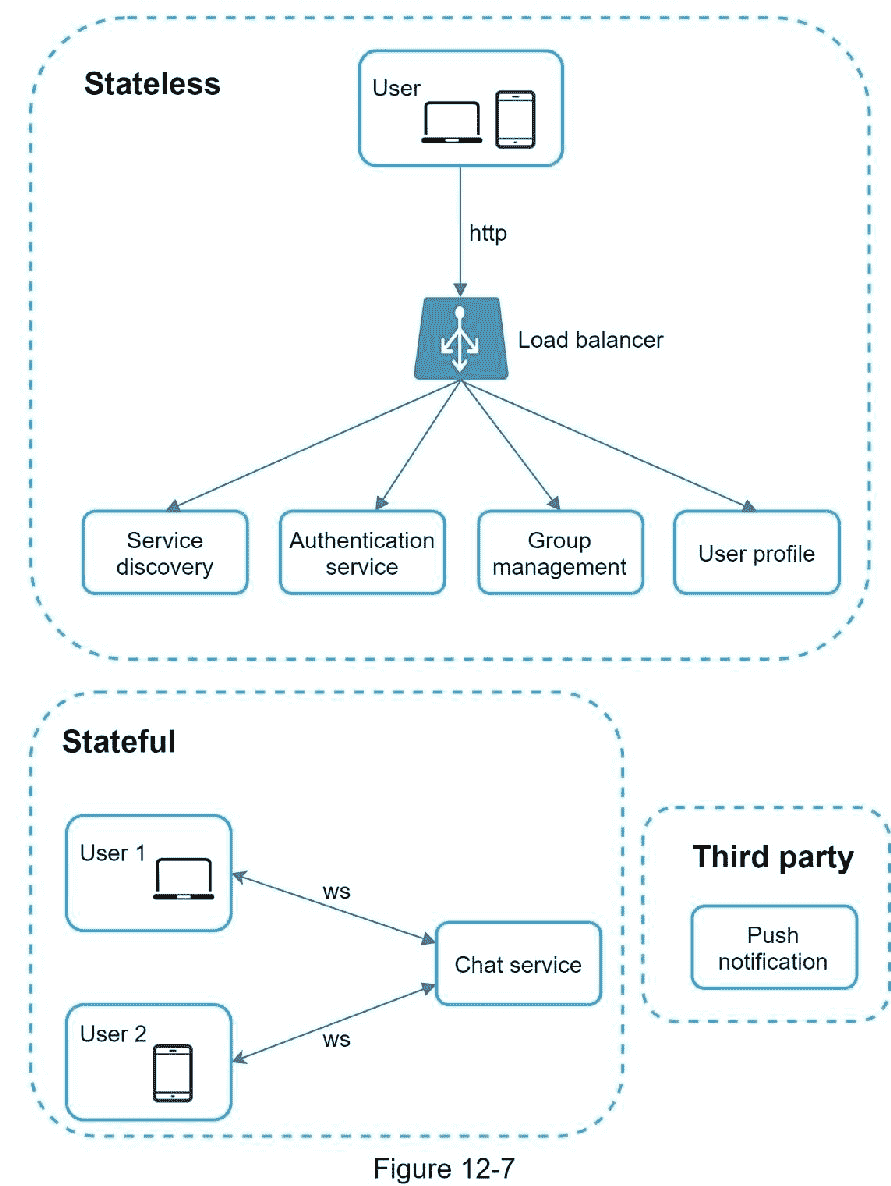 Stateless
User
http
Load balancer
Service
discovery
Authentication
service
Group
management
User profile
Stateful
User 1
ws
Chat service
User 2
ws
Third party
Push
notification
Figure 12-7